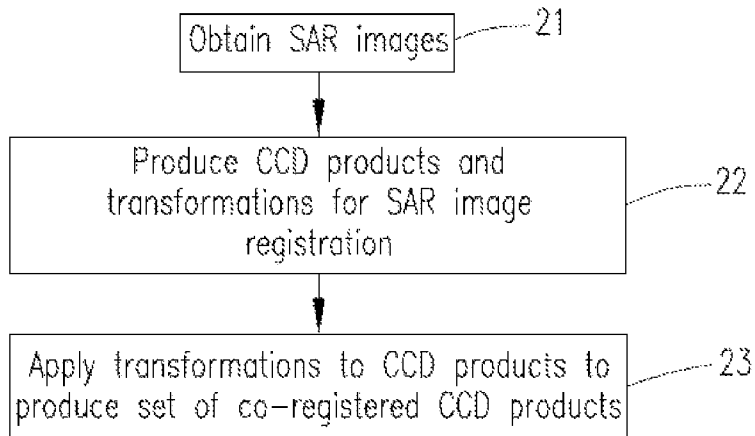 Obtain SAR images
21
Produce CCD products and
transformations for SAR image
registration
22
Apply transformations to CCD products to
produce set of co-registered CCD products
23